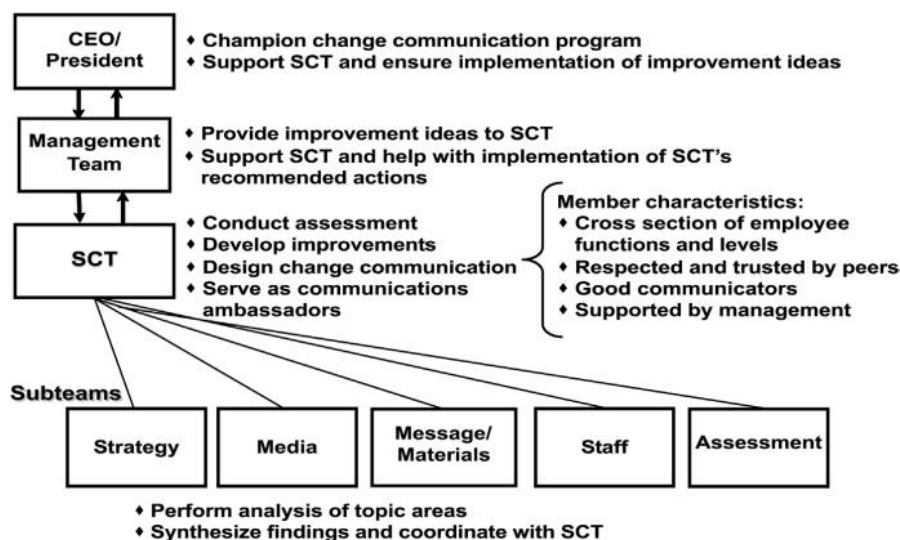 CEO/
President
♦ Champion change communication program
♦ Support SCT and ensure implementation of improvement ideas
Management
Team
♦ Provide improvement ideas to SCT
♦ Support SCT and help with implementation of SCT's
recommended actions
SCT
♦ Conduct assessment
♦ Develop improvements
♦ Design change communication
♦ Serve as communications
ambassadors
Member characteristics:
♦ Cross section of employee
functions and levels
♦ Respected and trusted by peers
♦ Good communicators
♦ Supported by management
Subteams
Strategy
Media
Message/
Materials
Staff
Assessment
♦ Perform analysis of topic areas
♦ Synthesize findings and coordinate with SCT